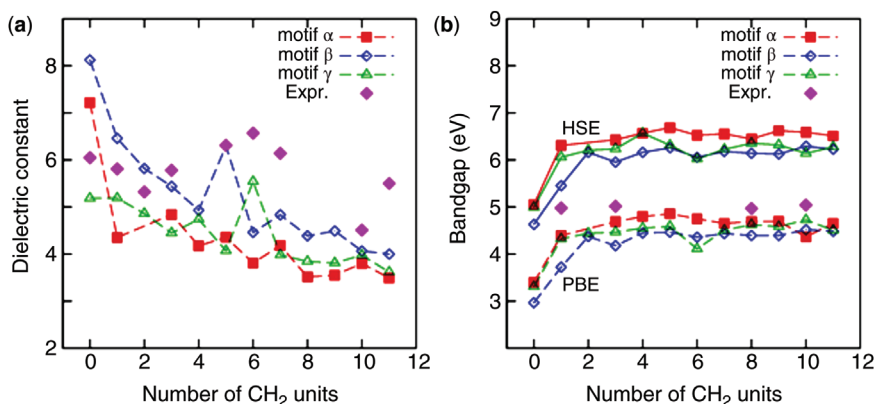 (a)
motif α
motif β
motif γ
Expr.
8
6
4
2
Dielectric constant
0 2 4 6 8 10 12
Number of CH₂ units
(b)
motif α
motif β
motif γ
Expr.
HSE
PBE
9
8
7
6
5
4
3
Bandgap (eV)
0 2 4 6 8 10 12
Number of CH₂ units